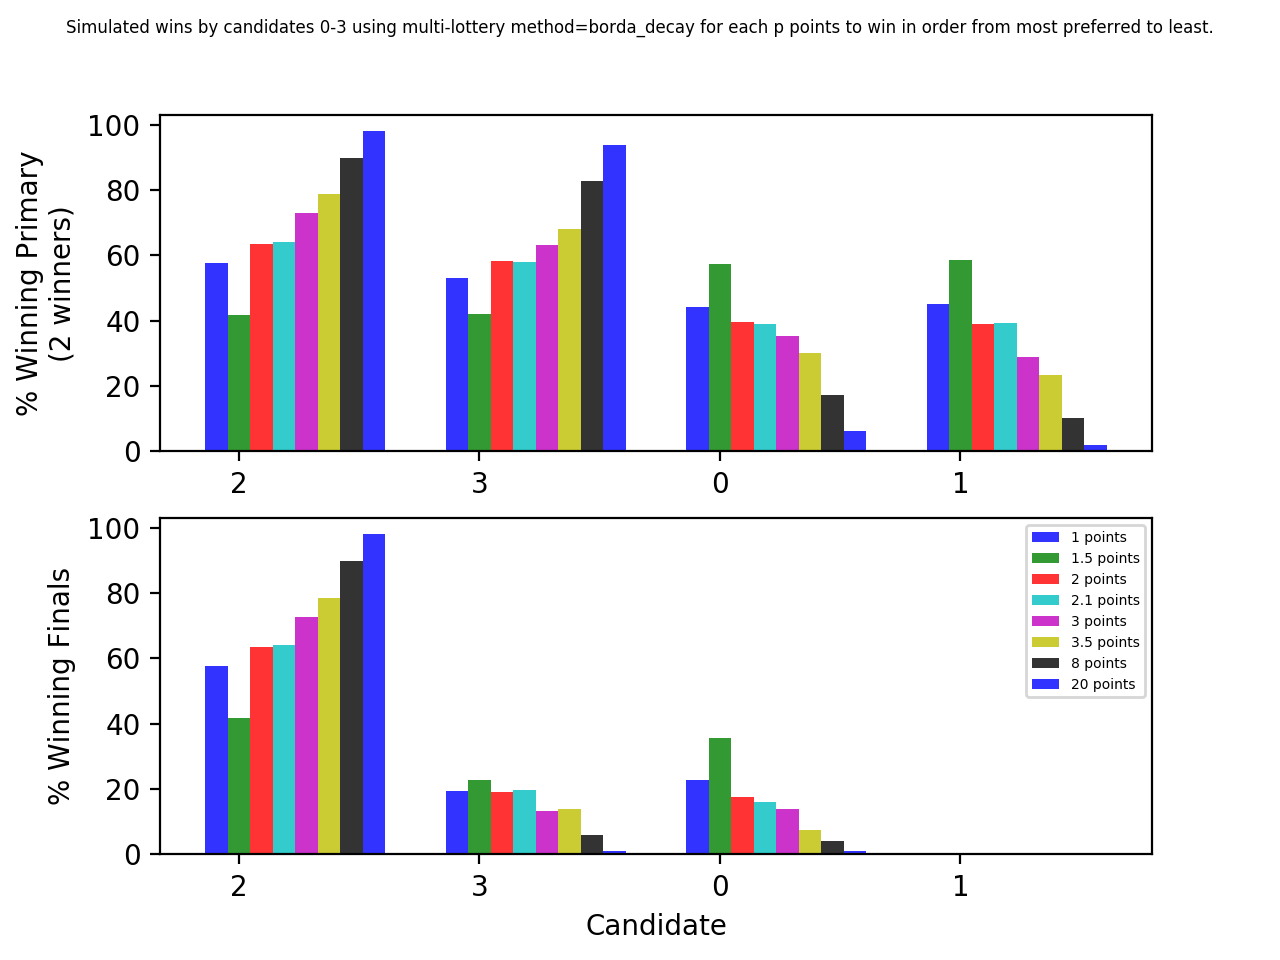 Simulated wins by candidates 0-3 using multi-lottery method=borda_decay for each p points to win in order from most preferred to least.
% Winning Primary
(2 winners)
100
80
60
40
20
0
2 3 0 1
% Winning Finals
100
80
60
40
20
0
1 points
1.5 points
2 points
2.1 points
3 points
3.5 points
8 points
20 points
2 3 0 1
Candidate